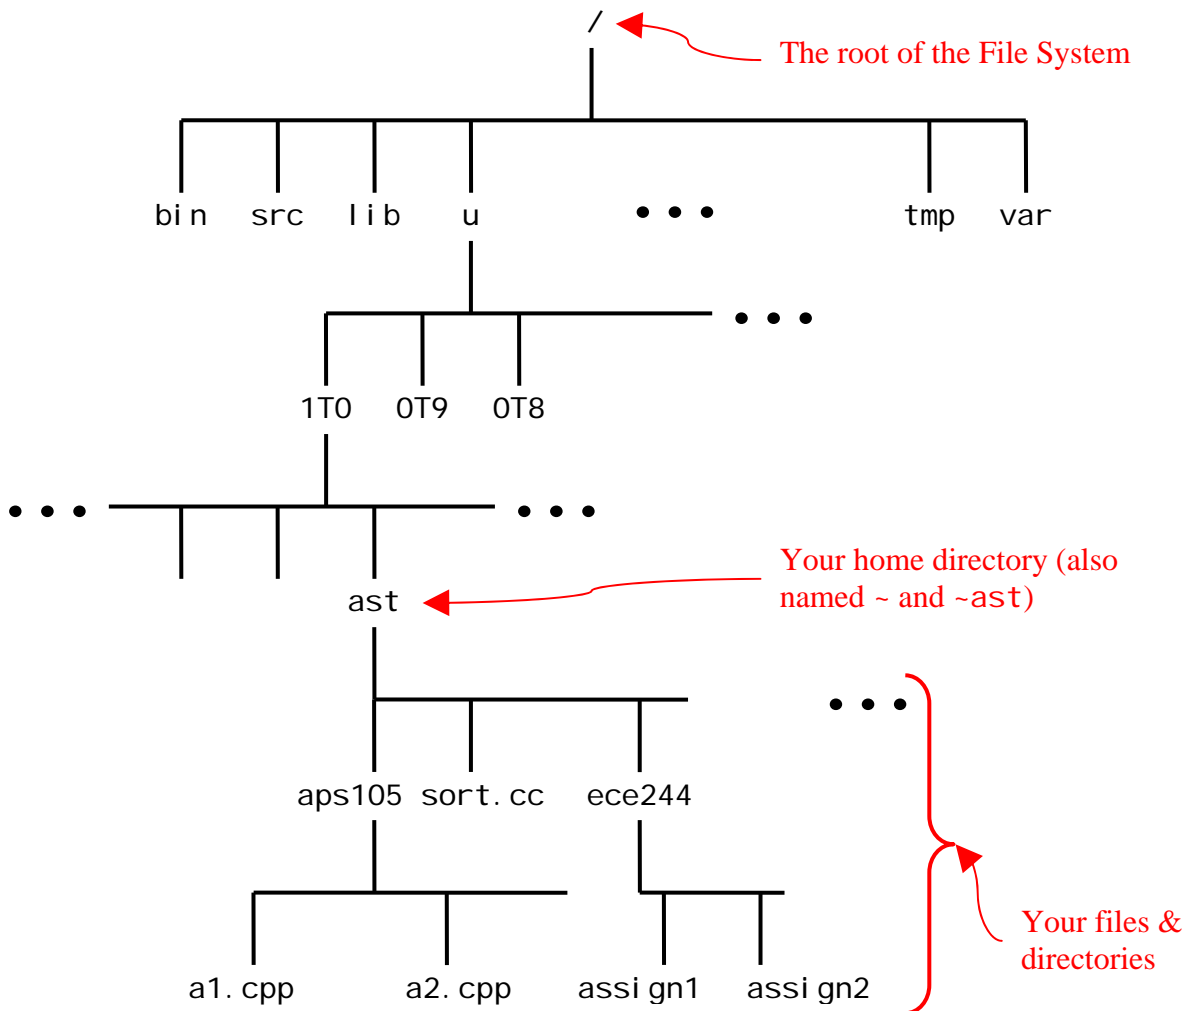 /
The root of the File System
bin src lib u ••• tmp var
•••
1T0 0T9 0T8
••• •••
Your home directory (also
named ~ and ~ast)
ast
•••
aps105 sort.cc ece244
Your files &
directories
a1.cpp a2.cpp assign1 assign2